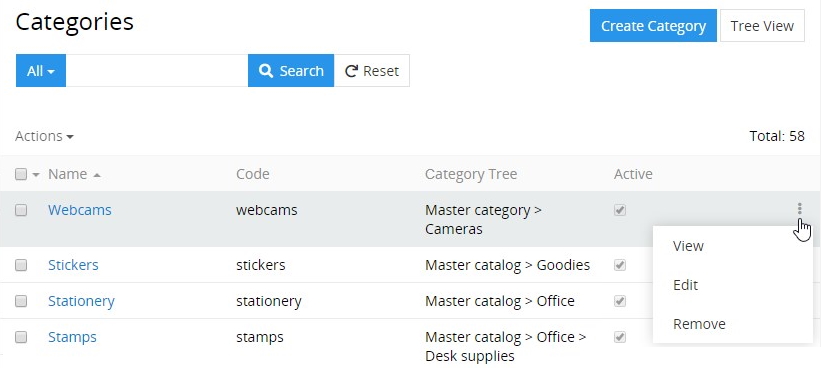 Categories
Create Category
Tree View
All
Search
Reset
Actions
Total: 58
Name
Code
Category Tree
Active
Webcams
webcams
Master category >
Cameras
View
Stickers
stickers
Master catalog > Goodies
Edit
Stationery
stationery
Master catalog > Office
Remove
Stamps
stamps
Master catalog > Office >
Desk supplies